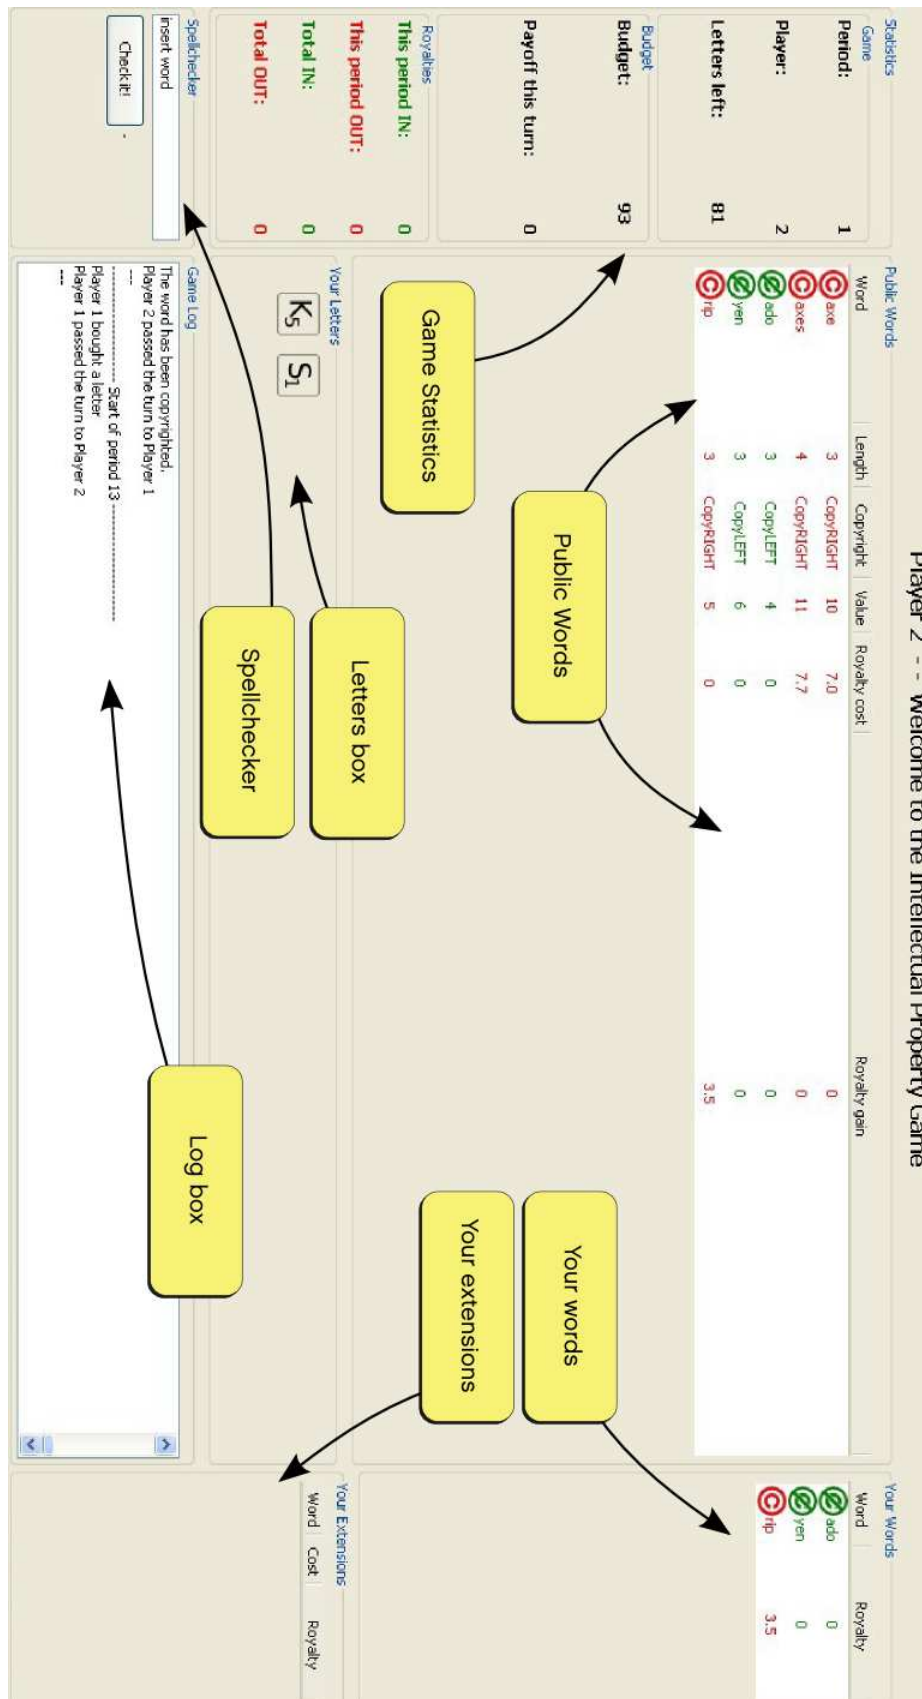 Player 2 - - Welcome to the Intellectual Property Game
Statistics
Game
Period: 1
Player: 2
Letters left: 81
Budget
Budget: 93
Payoff this turn: 0
Royalties
This period IN: 0
This period OUT: 0
Total IN: 0
Total OUT: 0
Spellchecker
insert word
Check it! -
Public Words
Word Length Copyright Value Royalty cost Royalty gain
C axe 3 CopyRIGHT 10 7.0 0
C axes 4 CopyRIGHT 11 7.7 0
C ado 3 CopyLEFT 4 0 0
C yen 3 CopyLEFT 6 0 0
C rip 3 CopyRIGHT 5 0 3.5
Game Statistics
Public Words
Your words
Your extensions
Your Letters
K5 S1
Letters box
Spellchecker
Game Log
The word has been copyrighted.
Player 2 passed the turn to Player 1
---
------------------------- Start of period 13 -------------------------
Player 1 bought a letter
Player 1 passed the turn to Player 2
---
Log box
Your Words
Word Royalty
C ado 0
C yen 0
C rip 3.5
Your Extensions
Word Cost Royalty